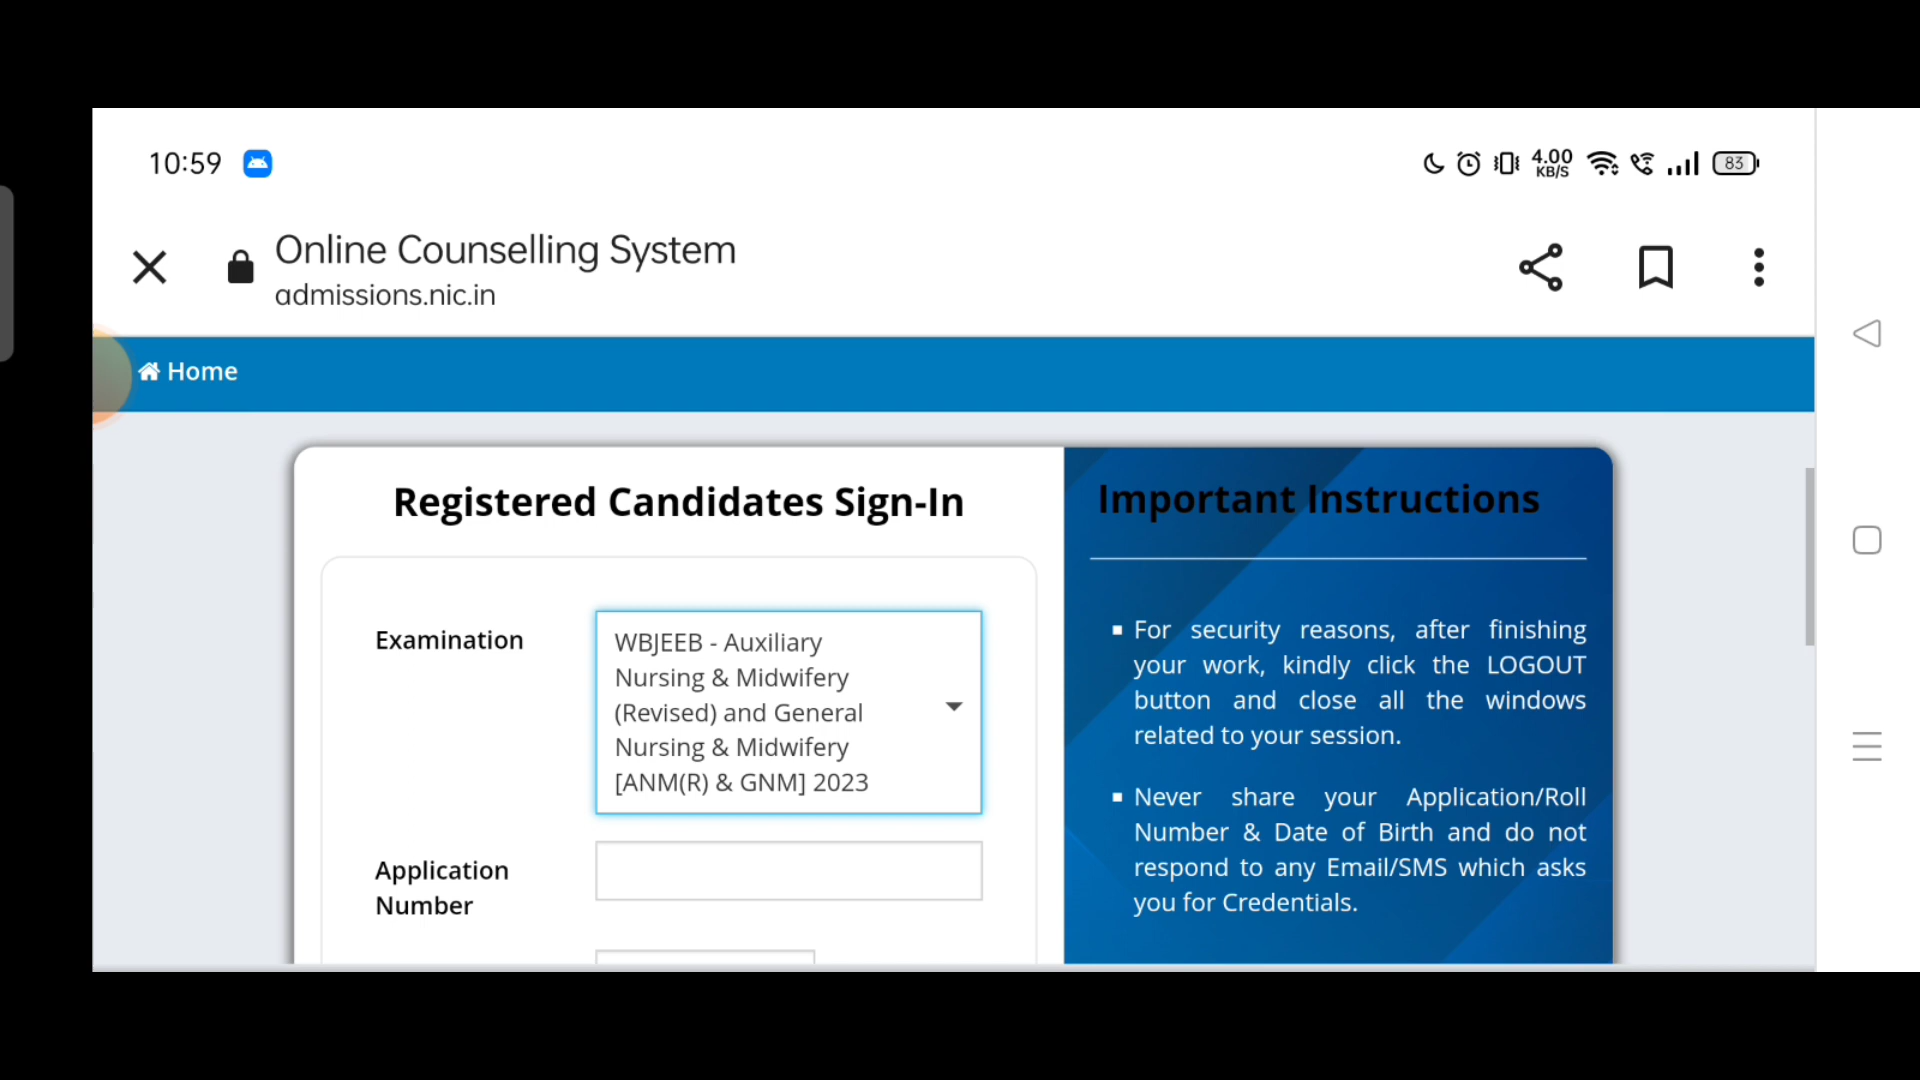 10:59
4.00
KB/S
83
Online Counselling System
admissions.nic.in
Home
Registered Candidates Sign-In
Examination
WBJEEB - Auxiliary
Nursing & Midwifery
(Revised) and General
Nursing & Midwifery
[ANM(R) & GNM] 2023
Application
Number
Important Instructions
For security reasons, after finishing
your work, kindly click the LOGOUT
button and close all the windows
related to your session.
Never share your Application/Roll
Number & Date of Birth and do not
respond to any Email/SMS which asks
you for Credentials.